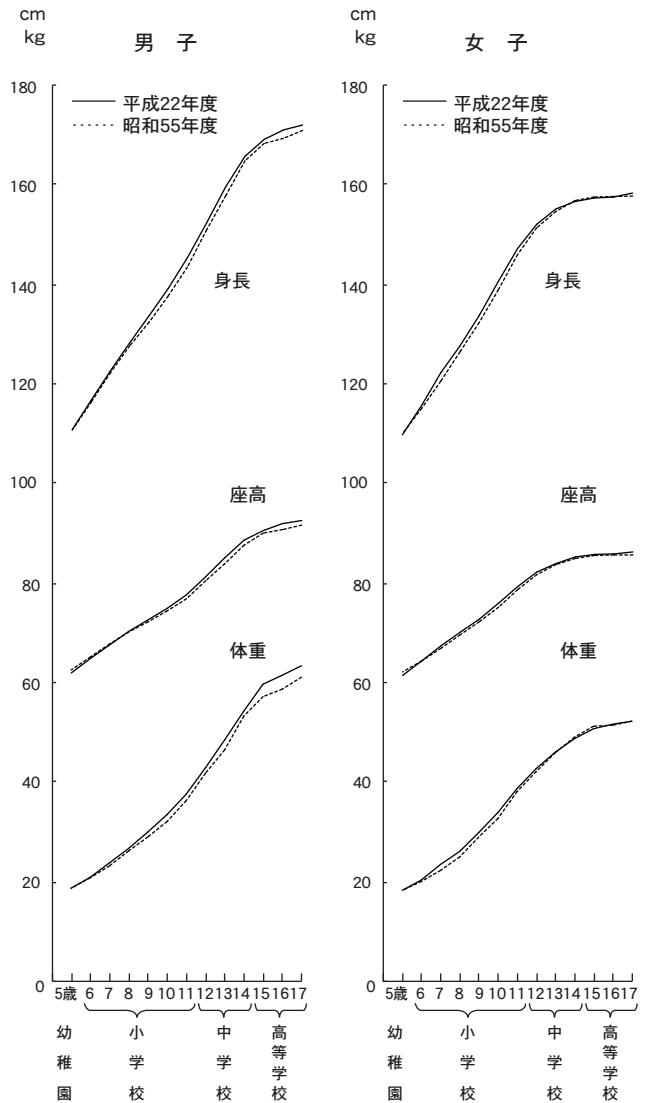 cm
kg
男 子
180
平成22年度
昭和55年度
160
身長
140
120
100
座高
80
体重
60
40
20
0
5歳 6 7 8 9 10 11 12 13 14 15 16 17
幼稚園 小学校 中学校 高等学校
cm
kg
女 子
180
平成22年度
昭和55年度
160
身長
140
120
100
座高
80
体重
60
40
20
0
5歳 6 7 8 9 10 11 12 13 14 15 16 17
幼稚園 小学校 中学校 高等学校